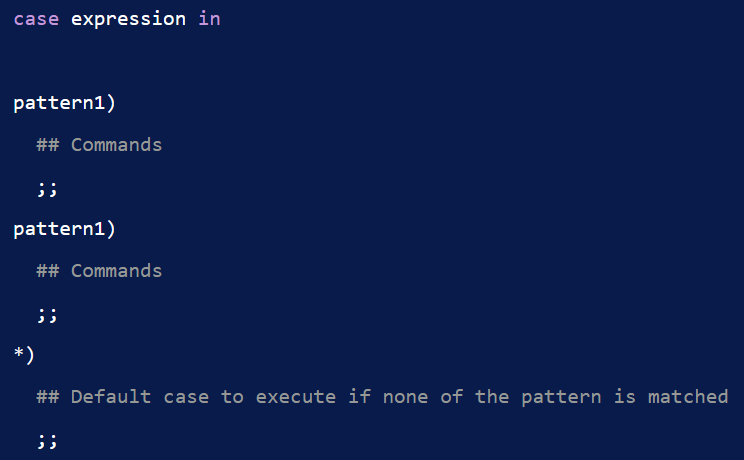 case expression in
pattern1)
## Commands
;;
pattern1)
## Commands
;;
*)
## Default case to execute if none of the pattern is matched
;;